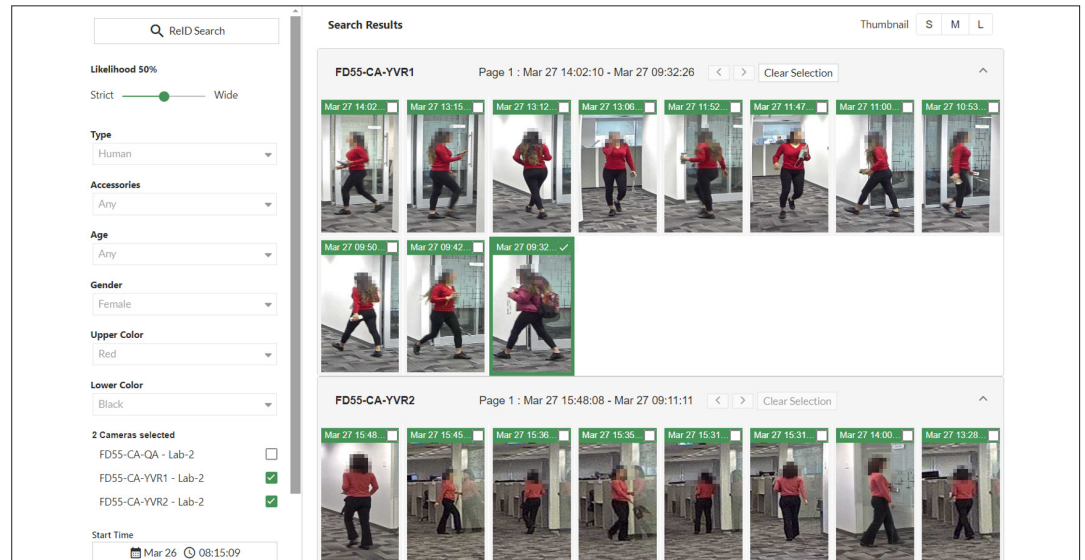 ReID Search
Likelihood 50%
Strict
Wide
Type
Human
Accessories
Any
Age
Any
Gender
Female
Upper Color
Red
Lower Color
Black
2 Cameras selected
FD55-CA-QA - Lab-2
FD55-CA-YVR1 - Lab-2
FD55-CA-YVR2 - Lab-2
Start Time
Mar 26 08:15:09
Search Results
Thumbnail S M L
FD55-CA-YVR1 Page 1 : Mar 27 14:02:10 - Mar 27 09:32:26 < > Clear Selection
Mar 27 14:02... Mar 27 13:15... Mar 27 13:12... Mar 27 13:06... Mar 27 11:52... Mar 27 11:47... Mar 27 11:00... Mar 27 10:53...
Mar 27 09:50... Mar 27 09:42... Mar 27 09:32...
FD55-CA-YVR2 Page 1 : Mar 27 15:48:08 - Mar 27 09:11:11 < > Clear Selection
Mar 27 15:48... Mar 27 15:45... Mar 27 15:36... Mar 27 15:35... Mar 27 15:31... Mar 27 15:31... Mar 27 14:00... Mar 27 13:28...